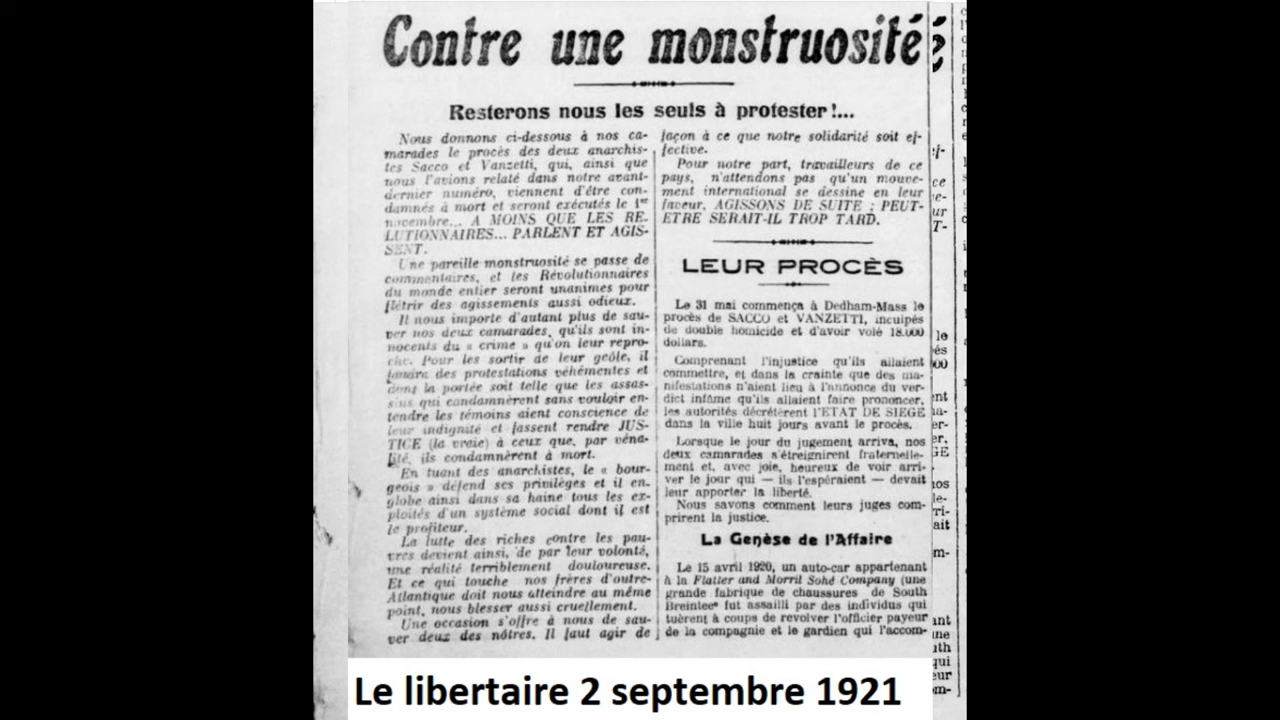 Contre une monstruosité
Resterons nous les seuls à protester!...
Nous donnons ci-dessous à nos ca-
marades le procès des deux anarchis-
tes Sacco et Vanzetti, qui, ainsi que
nous l'avions relaté dans notre avant-
dernier numéro, viennent d'être con-
damnés à mort et seront exécutés le 1er
novembre... A MOINS QUE LES RE-
LUTIONNAIRES... PARLENT ET AGIS-
SENT.
Une pareille monstruosité se passe de
commentaires, et les Révolutionnaires
du monde entier seront unanimes pour
flétrir des agissements aussi odieux.
Il nous importe d'autant plus de sau-
ver nos deux camarades, qu'ils sont in-
nocents du « crime » qu'on leur repro-
che. Pour les sortir de leur geôle, il
faudra des protestations véhémentes et
dont la portée soit telle que les assas-
sins qui condamnèrent sans vouloir en-
tendre les témoins aient conscience de
leur indignité et fassent rendre JUS-
TICE (la vraie) à ceux que, par véna-
lité, ils condamnèrent à mort.
En tuant des anarchistes, le « bour-
geois » défend ses privilèges et il en-
globe ainsi dans sa haine tous les ex-
ploités d'un système social dont il est
le profiteur.
La lutte des riches contre les pau-
vres devient ainsi, de par leur volonté,
une réalité terriblement douloureuse.
Et ce qui touche nos frères d'outre-
Atlantique doit nous atteindre au même
point, nous blesser aussi cruellement.
Une occasion s'offre à nous de sau-
ver deux des nôtres. Il faut agir de
façon à ce que notre solidarité soit ef-
fective.
Pour notre part, travailleurs de ce
pays, n'attendons pas qu'un mouve-
ment international se dessine en leur
faveur, AGISSONS DE SUITE ; PEUT-
ETRE SERAIT-IL TROP TARD.
LEUR PROCÈS
Le 31 mai commença à Dedham-Mass le
procès de SACCO et VANZETTI, inculpés
de double homicide et d'avoir volé 18.000
dollars.
Comprenant l'injustice qu'ils allaient
commettre, et dans la crainte que des ma-
nifestations n'aient lieu à l'annonce du ver-
dict infâme qu'ils allaient faire prononcer,
les autorités décrétèrent l'ETAT DE SIEGE
dans la ville huit jours avant le procès.
Lorsque le jour du jugement arriva, nos
deux camarades s'étreignirent fraternelle-
ment et, avec joie, heureux de voir arri-
ver le jour qui — ils l'espéraient — devait
leur apporter la liberté.
Nous savons comment leurs juges com-
prirent la justice.
La Genèse de l'Affaire
Le 15 avril 1920, un auto-car appartenant
à la Flatter and Morril Sohé Company (une
grande fabrique de chaussures de South
Breintee" fut assailli par des individus qui
tuèrent à coups de revolver l'officier payeur
de la compagnie et le gardien qui l'accom-
Le libertaire 2 septembre 1921